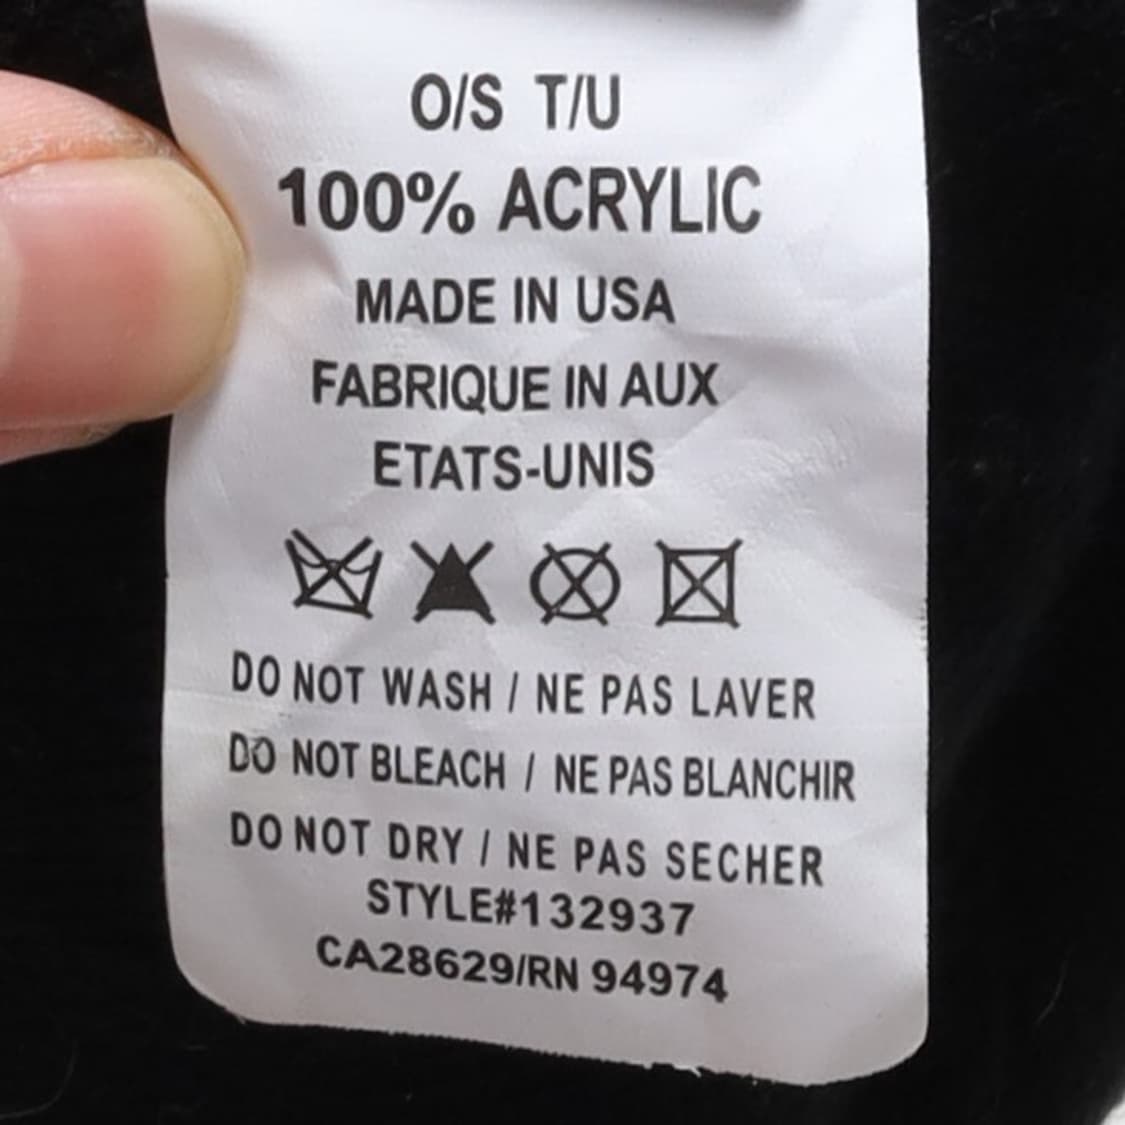 O/S T/U
100% ACRYLIC
MADE IN USA
FABRIQUE IN AUX
ETATS-UNIS
DO NOT WASH / NE PAS LAVER
DO NOT BLEACH / NE PAS BLANCHIR
DO NOT DRY / NE PAS SECHER
STYLE#132937
CA28629/RN 94974